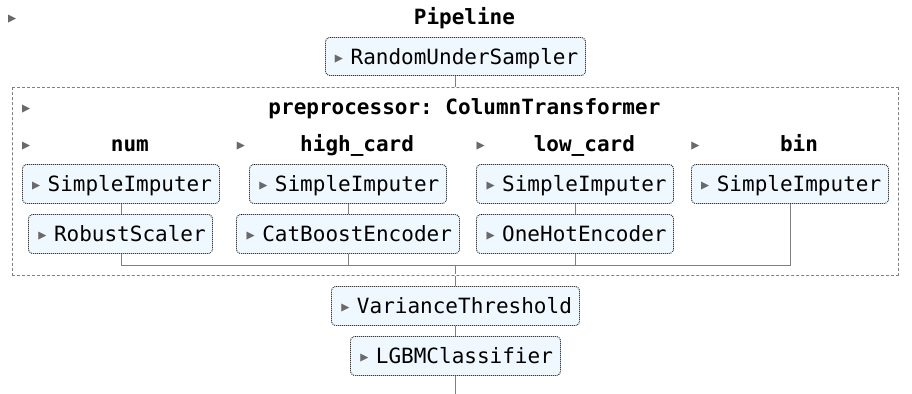 Pipeline
RandomUnderSampler
preprocessor: ColumnTransformer
num high_card low_card bin
SimpleImputer SimpleImputer SimpleImputer SimpleImputer
RobustScaler CatBoostEncoder OneHotEncoder
VarianceThreshold
LGBMClassifier